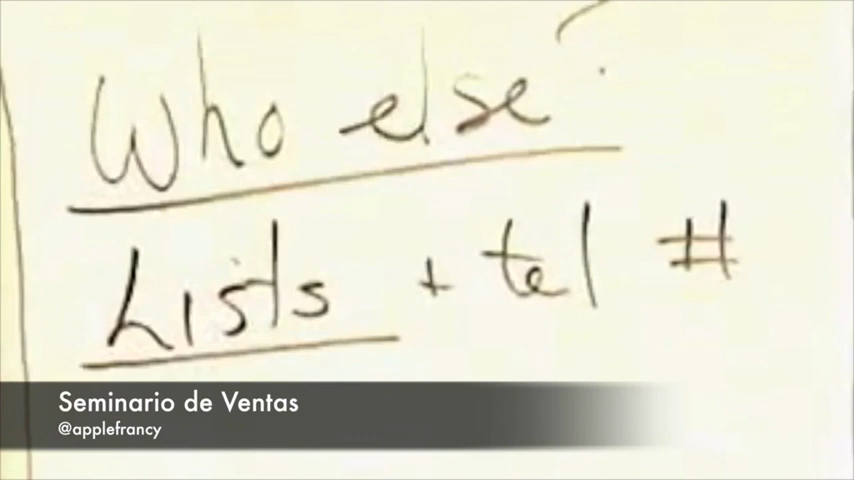 Who else?
Lists + tel #
Seminario de Ventas
@applefrancy